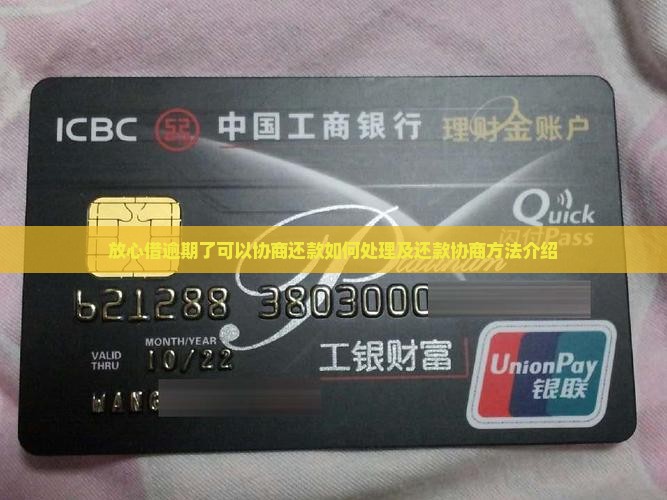 ICBC 中国工商银行 理财金账户
Quick
闪付Pass
放心借逾期了可以协商还款如何处理及还款协商方法介绍
Platinum
621288 3803000
MONTH/YEAR
VALID THRU 10/22
工银财富
UnionPay
银联
WANG